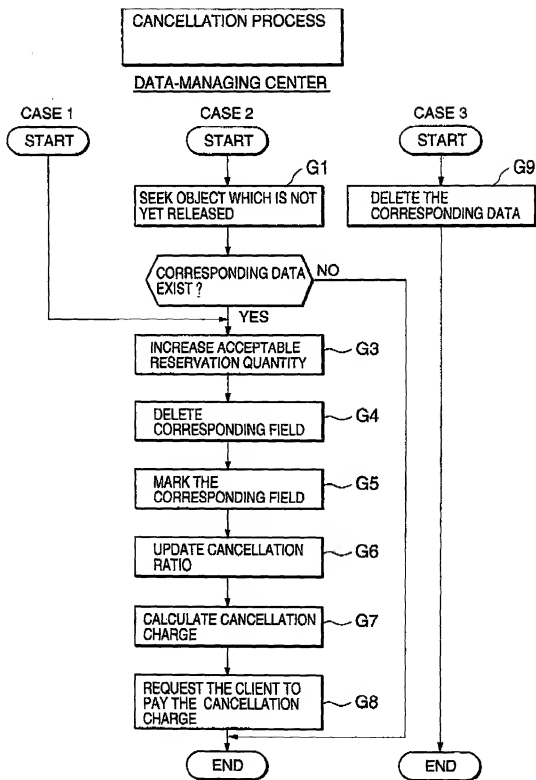 CANCELLATION PROCESS
DATA-MANAGING CENTER
CASE 1
CASE 2
CASE 3
START
START
START
G1
G9
SEEK OBJECT WHICH IS NOT
YET RELEASED
DELETE THE
CORRESPONDING DATA
CORRESPONDING DATA
EXIST ?
NO
YES
INCREASE ACCEPTABLE
RESERVATION QUANTITY
G3
DELETE
CORRESPONDING FIELD
G4
MARK THE
CORRESPONDING FIELD
G5
UPDATE CANCELLATION
RATIO
G6
CALCULATE CANCELLATION
CHARGE
G7
REQUEST THE CLIENT TO
PAY THE CANCELLATION
CHARGE
G8
END
END